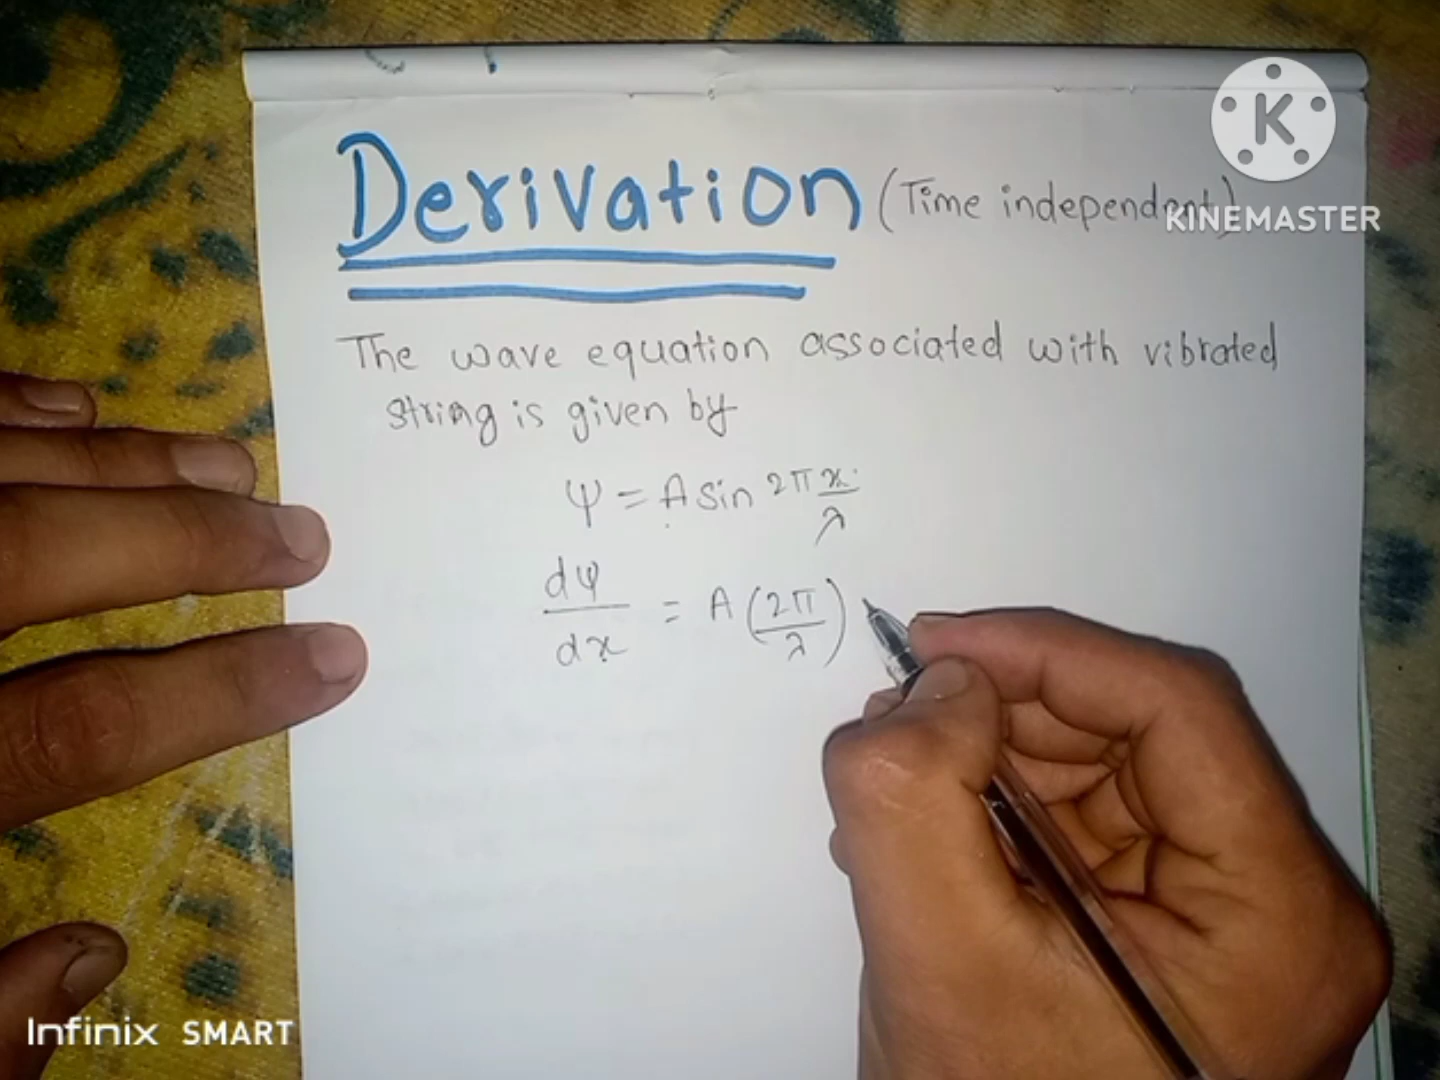 Derivation (Time independent)
KINEMASTER
The wave equation associated with vibrated
string is given by
Ψ = A sin 2π x/λ
dΨ/dx = A (2π/λ)
Infinix SMART